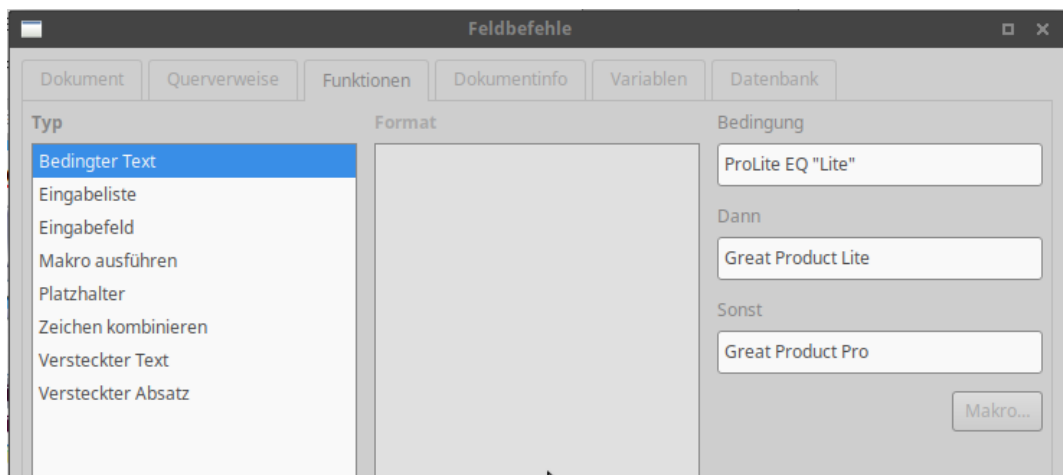 Feldbefehle
Dokument Querverweise Funktionen Dokumentinfo Variablen Datenbank
Typ
Bedingter Text
Eingabeliste
Eingabefeld
Makro ausführen
Platzhalter
Zeichen kombinieren
Versteckter Text
Versteckter Absatz
Format
Bedingung
ProLite EQ "Lite"
Dann
Great Product Lite
Sonst
Great Product Pro
Makro...